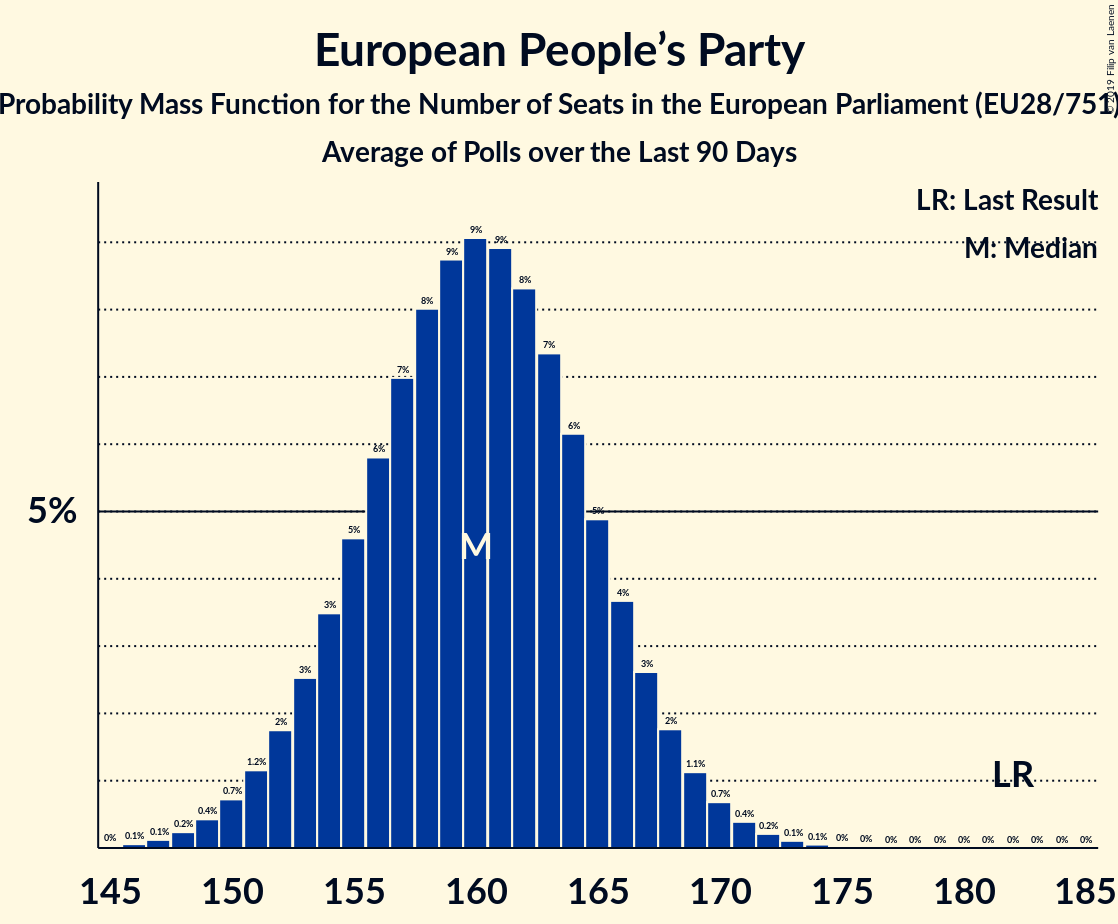 European People’s Party
Probability Mass Function for the Number of Seats in the European Parliament (EU28/751)
Average of Polls over the Last 90 Days
© 2019 Filip van Laenen
LR: Last Result
M: Median
5%
0% 0.1% 0.1% 0.2% 0.4% 0.7% 1.2% 2% 3% 3% 5% 6% 7% 8% 9% 9% 9% 8% 7% 6% 5% 4% 3% 2% 1.1% 0.7% 0.4% 0.2% 0.1% 0.1% 0% 0% 0% 0% 0% 0% 0% 0% 0% 0% 0%
M
LR
145 150 155 160 165 170 175 180 185